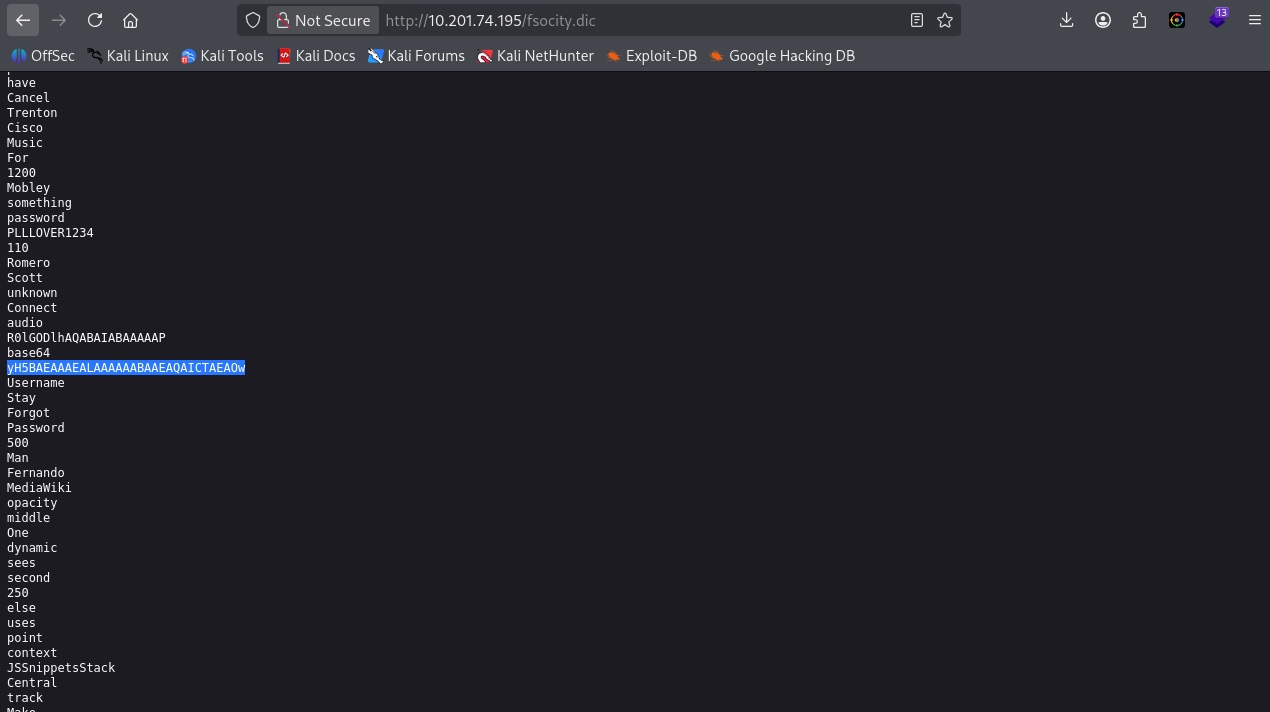 Not Secure http://10.201.74.195/fsocity.dic 13
OffSec Kali Linux Kali Tools Kali Docs Kali Forums Kali NetHunter Exploit-DB Google Hacking DB
have
Cancel
Trenton
Cisco
Music
For
1200
Mobley
something
password
PLLLOVER1234
110
Romero
Scott
unknown
Connect
audio
R0lGODlhAQABAIABAAAAAP
base64
yH5BAEAAAEALAAAAAABAAEAQAICTAEAOw
Username
Stay
Forgot
Password
500
Man
Fernando
MediaWiki
opacity
middle
One
dynamic
sees
second
250
else
uses
point
context
JSSnippetsStack
Central
track